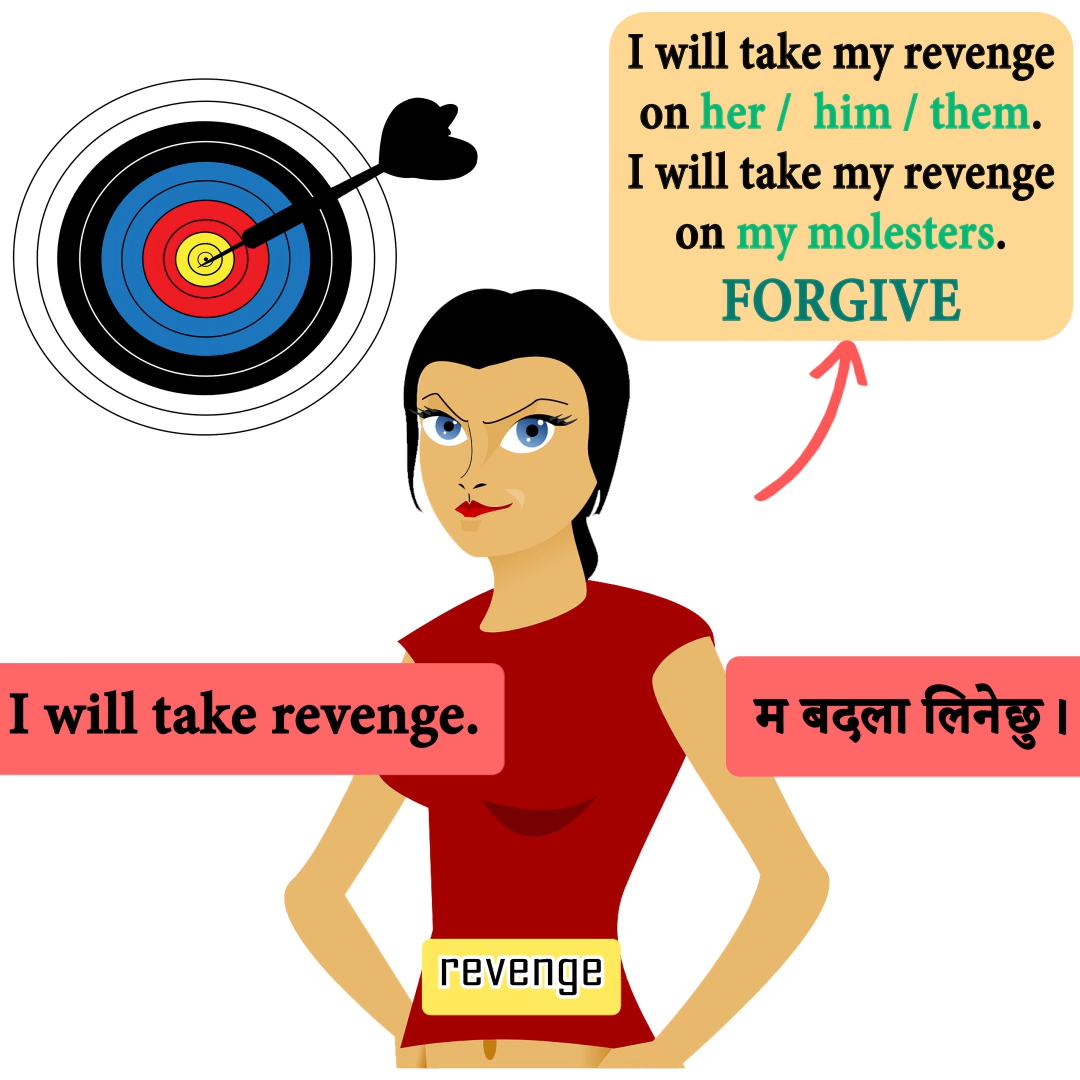 I will take my revenge
on her / him / them.
I will take my revenge
on my molesters.
FORGIVE
I will take revenge.
म बदला लिनेछु ।
revenge